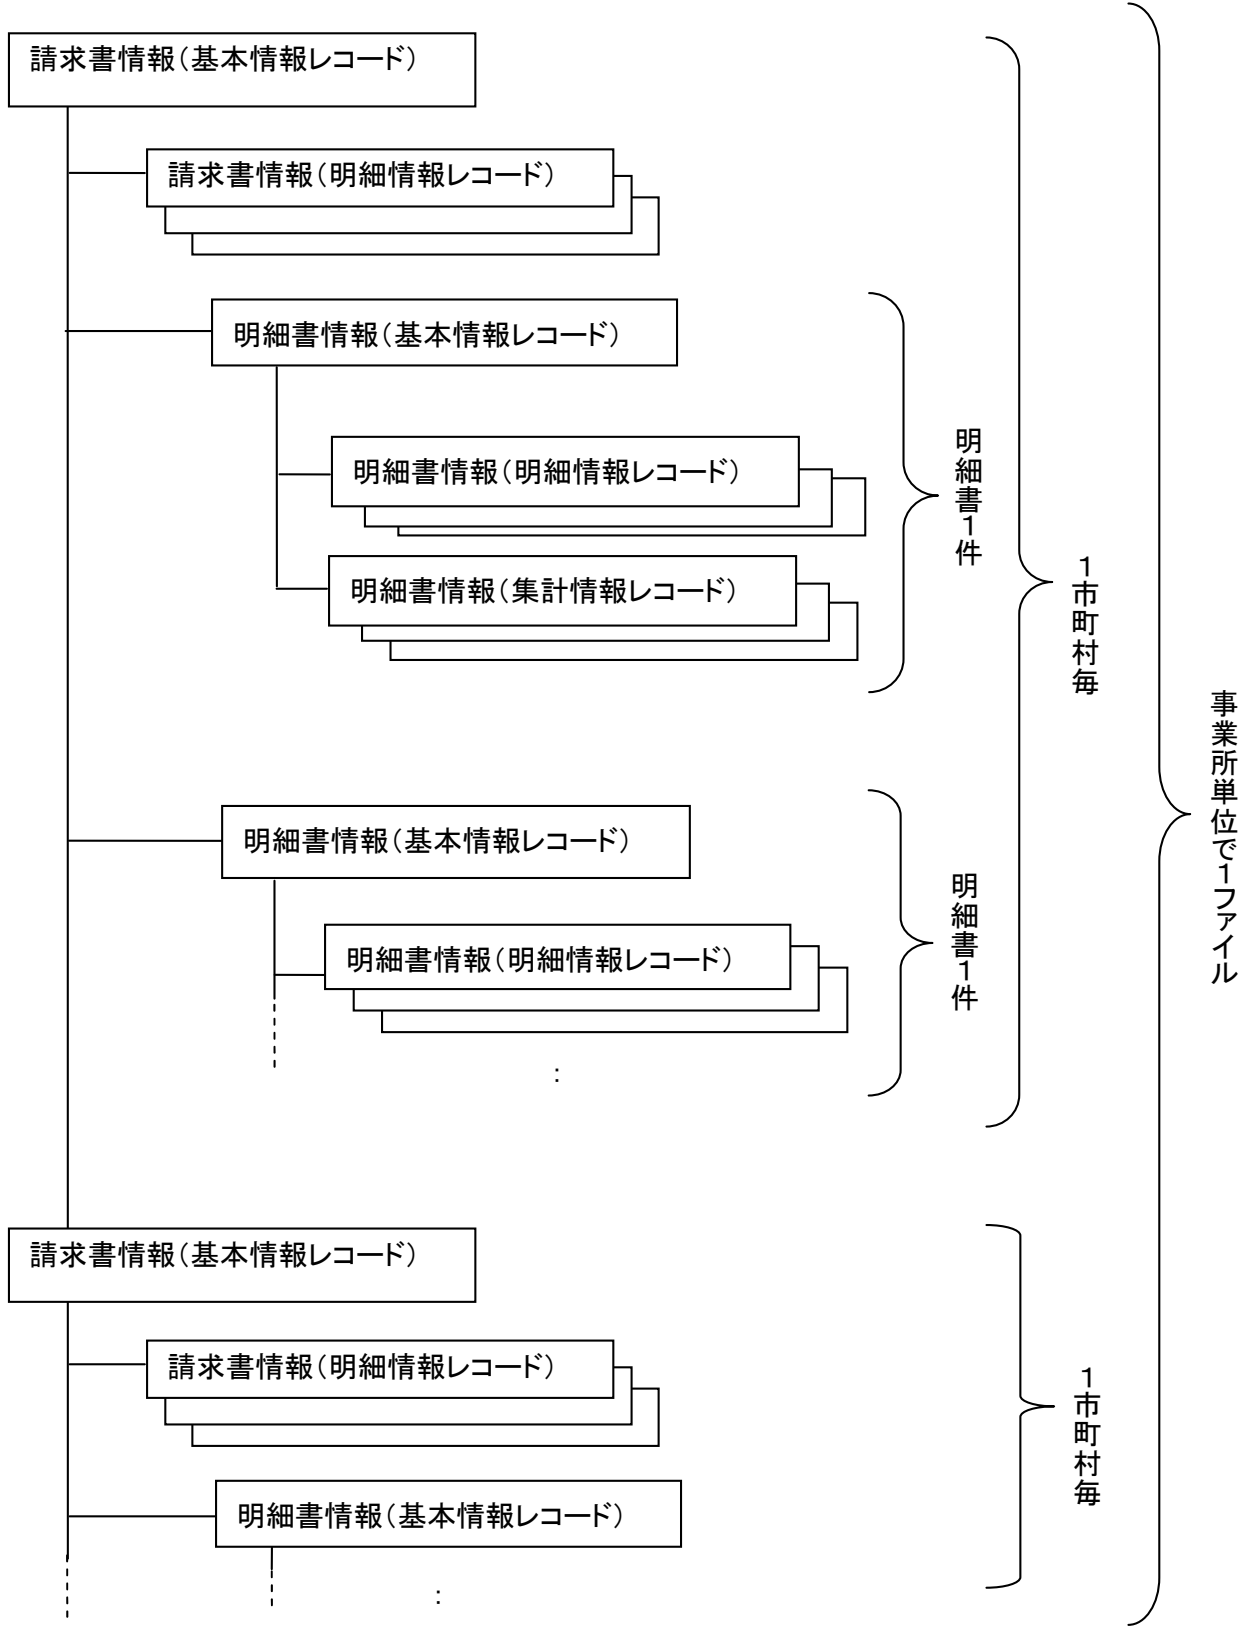 請求書情報（基本情報レコード）
請求書情報（明細情報レコード）
明細書情報（基本情報レコード）
明細書情報（明細情報レコード）
明細書情報（集計情報レコード）
明細書１件
１市町村毎
事業所単位で１ファイル
明細書情報（基本情報レコード）
明細書情報（明細情報レコード）
：
明細書１件
請求書情報（基本情報レコード）
請求書情報（明細情報レコード）
明細書情報（基本情報レコード）
：
１市町村毎